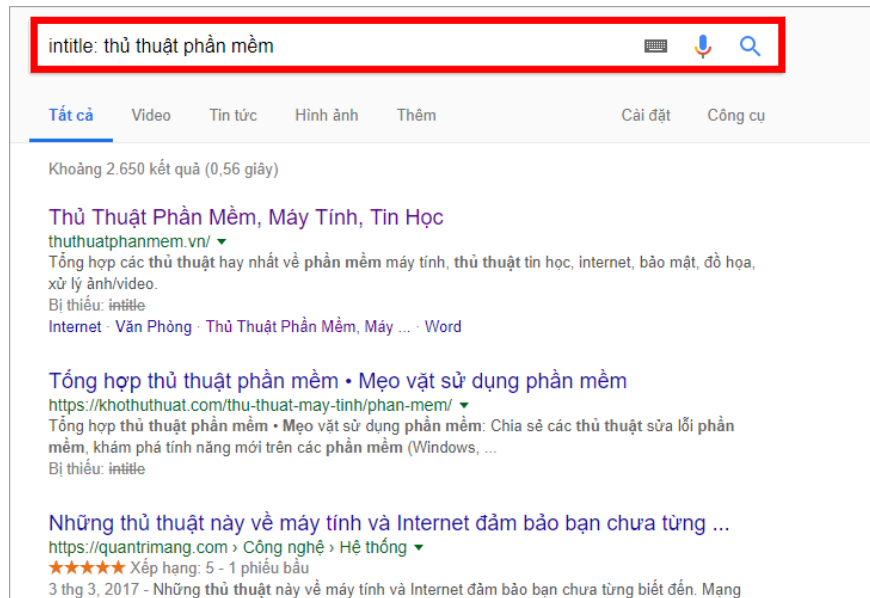 intitle: thủ thuật phần mềm
Tất cả Video Tin tức Hình ảnh Thêm Cài đặt Công cụ
Khoảng 2.650 kết quả (0,56 giây)
Thủ Thuật Phần Mềm, Máy Tính, Tin Học
thuthuatphanmem.vn/
Tổng hợp các thủ thuật hay nhất về phần mềm máy tính, thủ thuật tin học, internet, bảo mật, đồ họa,
xử lý ảnh/video.
Bị thiếu: intitle
Internet · Văn Phòng · Thủ Thuật Phần Mềm, Máy ... · Word
Tổng hợp thủ thuật phần mềm • Mẹo vặt sử dụng phần mềm
https://khothuthuat.com/thu-thuat-may-tinh/phan-mem/
Tổng hợp thủ thuật phần mềm • Mẹo vặt sử dụng phần mềm: Chia sẻ các thủ thuật sửa lỗi phần
mềm, khám phá tính năng mới trên các phần mềm (Windows, ...
Bị thiếu: intitle
Những thủ thuật này về máy tính và Internet đảm bảo bạn chưa từng ...
https://quantrimang.com › Công nghệ › Hệ thống
★★★★★ Xếp hạng: 5 - 1 phiếu bầu
3 thg 3, 2017 - Những thủ thuật này về máy tính và Internet đảm bảo bạn chưa từng biết đến. Mạng